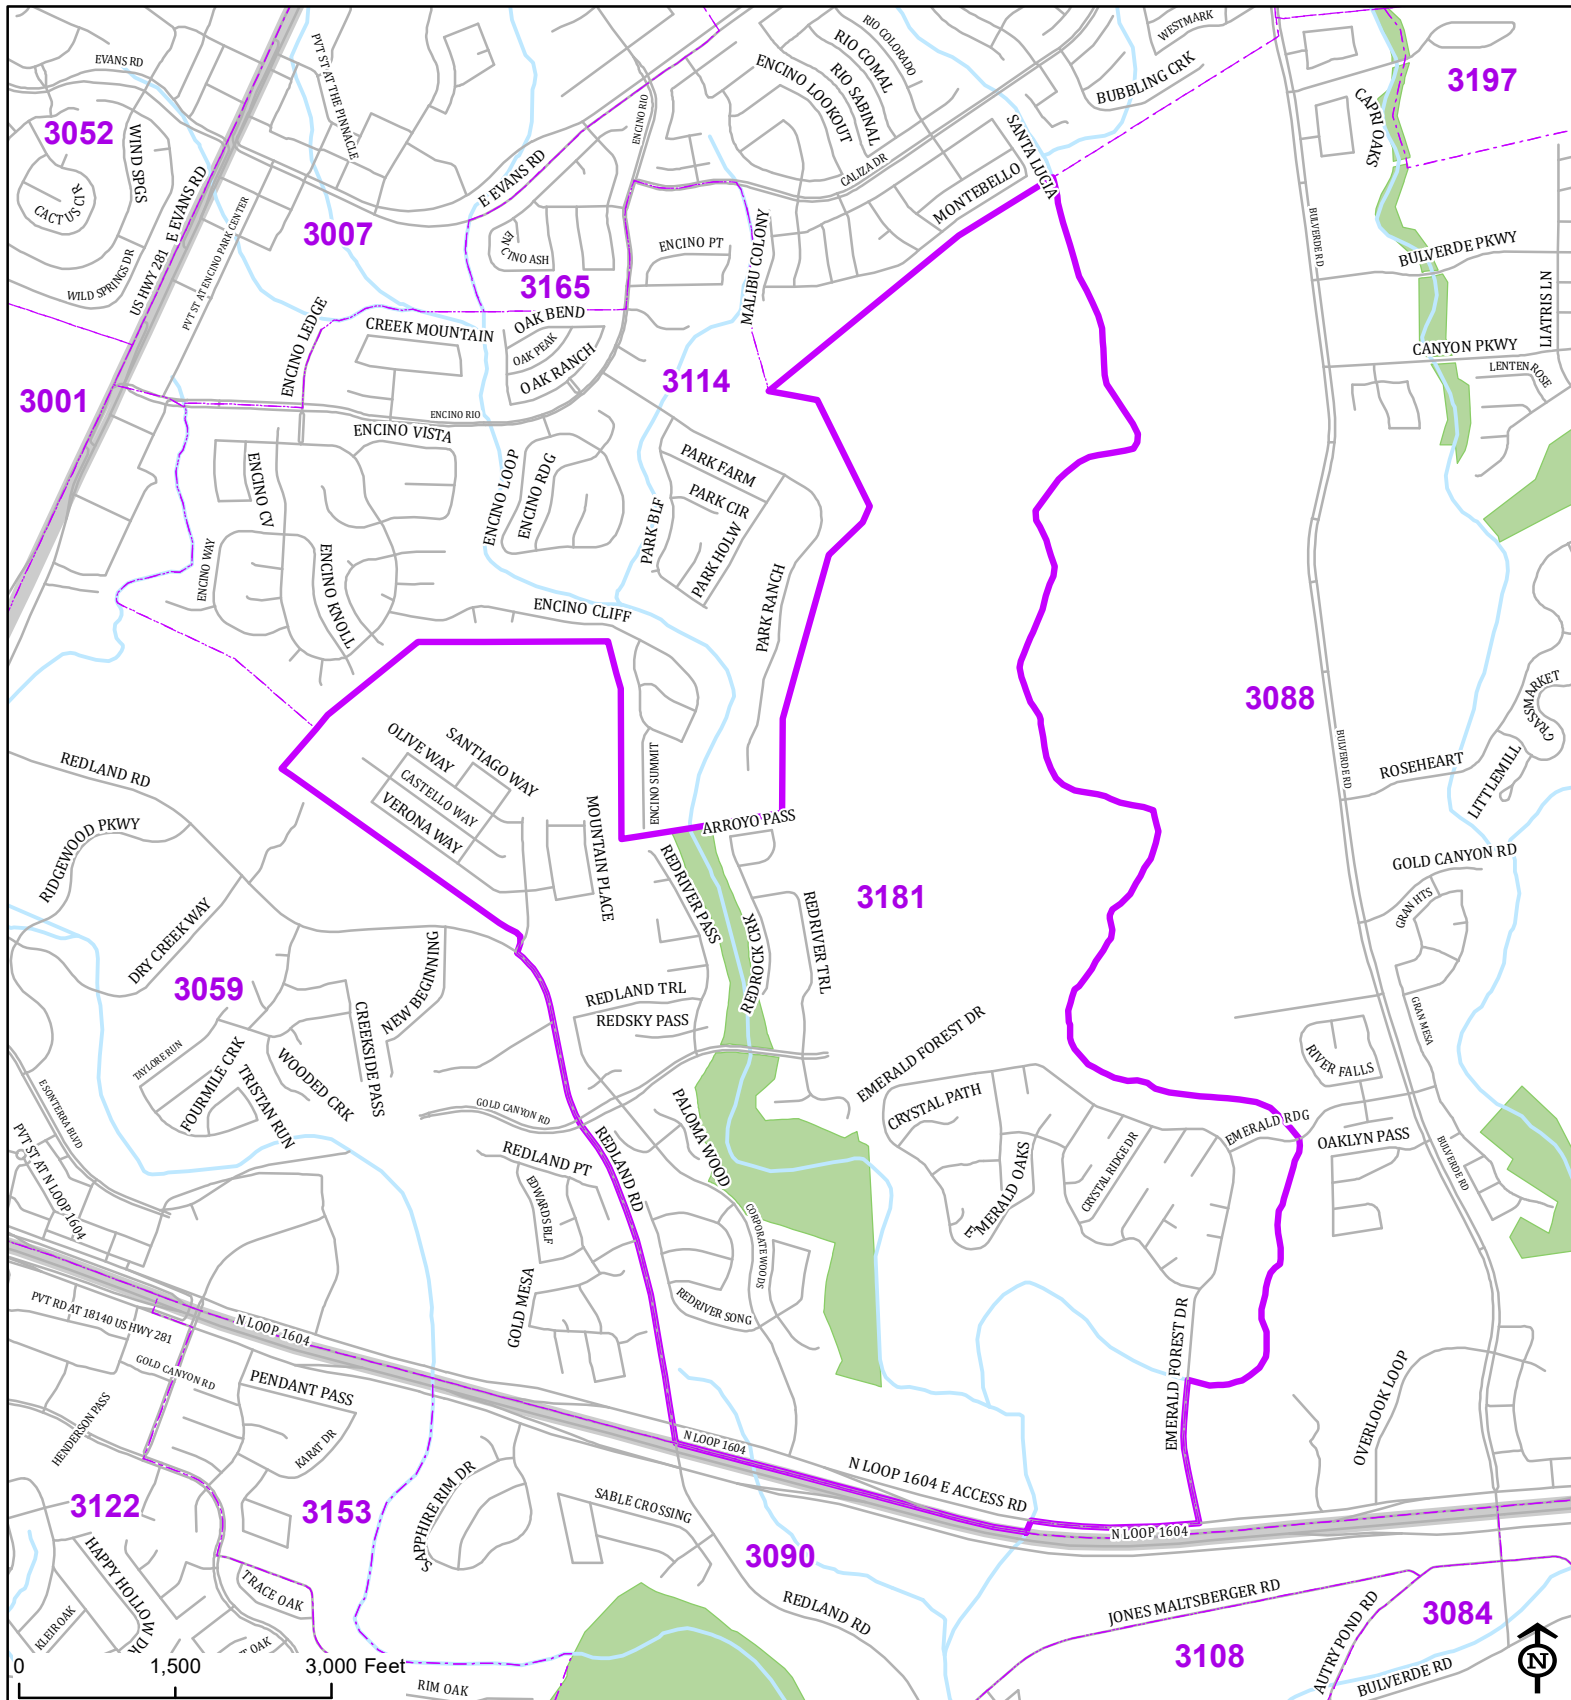 EVANS RD
PVT ST AT THE PINNACLE
3052
WIND SPGS
CACTUS CIR
WILD SPRINGS DR
US HWY 281
E EVANS RD
PVT ST AT ENCINO PARK CENTER
3007
E EVANS RD
ENCINO RIO
ENCINO ASH
3165
ENCINO PT
MALIBU COLONY
ENCINO LOOKOUT
RIO COMAL
RIO SABINAL
RIO COLORADO
CALIZA DR
MONTEBELLO
SANTA LUCIA
BUBBLING CRK
WESTMARK
3197
CAPRI OAKS
BULVERDE RD
BULVERDE PKWY
LIATRIS LN
CANYON PKWY
LENTEN ROSE
3001
ENCINO LEDGE
CREEK MOUNTAIN
OAK BEND
OAK PEAK
OAK RANCH
3114
ENCINO RIO
ENCINO VISTA
ENCINO CV
ENCINO LOOP
ENCINO RDG
PARK FARM
PARK CIR
PARK BLF
PARK HOLW
PARK RANCH
ENCINO WAY
ENCINO KNOLL
ENCINO CLIFF
3088
BULVERDE RD
GRASSMARKET
ROSEHEART
LITTLEMILL
REDLAND RD
OLIVE WAY
SANTIAGO WAY
CASTELLO WAY
VERONA WAY
MOUNTAIN PLACE
ENCINO SUMMIT
ARROYO PASS
RIDGEWOOD PKWY
REDRIVER PASS
REDROCK CRK
REDRIVER TRL
3181
GOLD CANYON RD
GRAN HTS
GRAN MESA
DRY CREEK WAY
3059
NEW BEGINNING
CREEKSIDE PASS
REDLAND TRL
REDSKY PASS
EMERALD FOREST DR
CRYSTAL PATH
RIVER FALLS
TAYLORE RUN
FOURMILE CRK
TRISTAN RUN
WOODED CRK
GOLD CANYON RD
REDLAND PT
REDLAND RD
PALOMA WOOD
EMERALD OAKS
CRYSTAL RIDGE DR
EMERALD RDG
OAKLYN PASS
BULVERDE RD
E SONTERRA BLVD
PVT ST AT N LOOP 1604
EDWARDS BLF
CORPORATE WOODS
GOLD MESA
REDRIVER SONG
EMERALD FOREST DR
OVERLOOK LOOP
PVT RD AT 18140 US HWY 281
N LOOP 1604
GOLD CANYON RD
PENDANT PASS
HENDERSON PASS
KARAT DR
N LOOP 1604
N LOOP 1604 E ACCESS RD
N LOOP 1604
3122
3153
SAPPHIRE RIM DR
SABLE CROSSING
3090
HAPPY HOLLOW DR
TRACE OAK
KLEIR OAK
T OAK
REDLAND RD
JONES MALTSBERGER RD
3108
AUTRY POND RD
3084
BULVERDE RD
RIM OAK
0 1,500 3,000 Feet
N